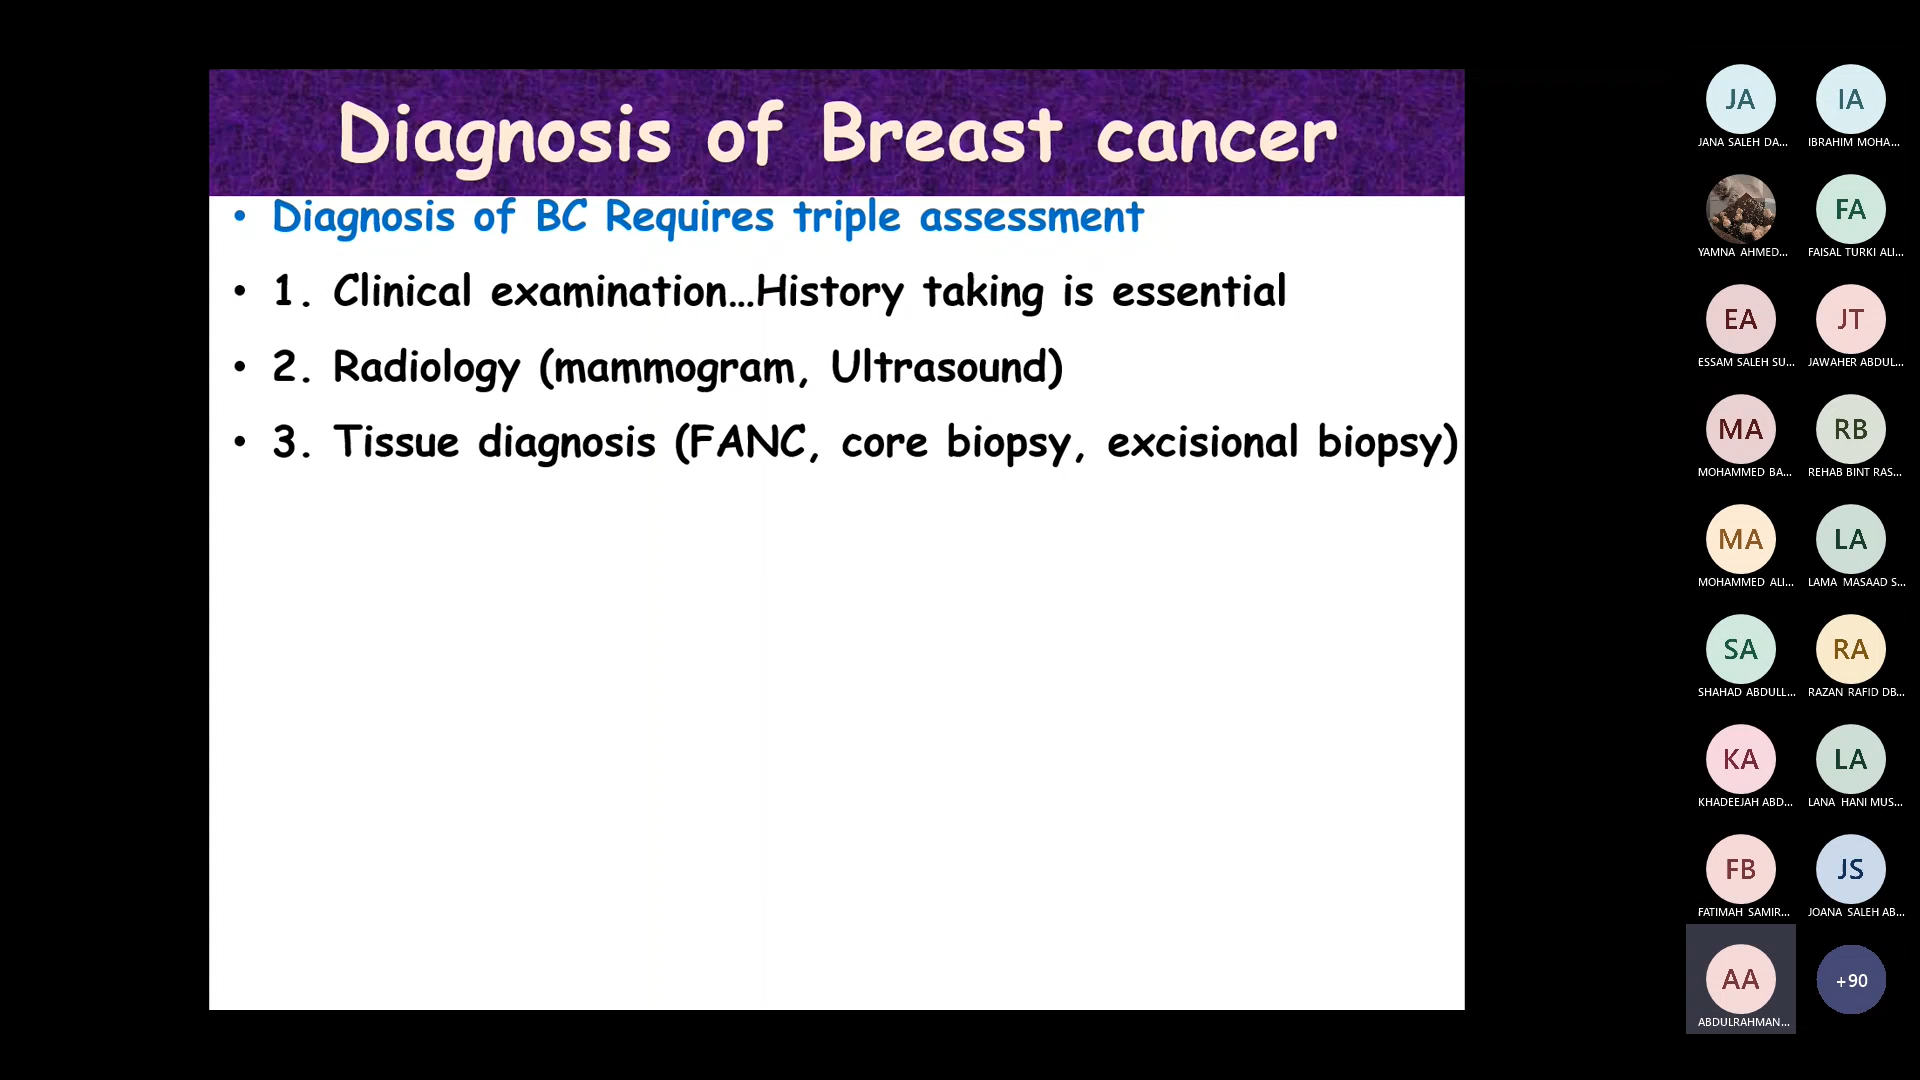 Diagnosis of Breast cancer
• Diagnosis of BC Requires triple assessment
• 1. Clinical examination...History taking is essential
• 2. Radiology (mammogram, Ultrasound)
• 3. Tissue diagnosis (FANC, core biopsy, excisional biopsy)
JA
IA
JANA SALEH DA...
IBRAHIM MOHA...
FA
YAMNA AHMED...
FAISAL TURKI ALI...
EA
JT
ESSAM SALEH SU...
JAWAHER ABDUL...
MA
RB
MOHAMMED BA...
REHAB BINT RAS...
MA
LA
MOHAMMED ALI...
LAMA MASAAD S...
SA
RA
SHAHAD ABDULL...
RAZAN RAFID DB...
KA
LA
KHADEEJAH ABD...
LANA HANI MUS...
FB
JS
FATIMAH SAMIR...
JOANA SALEH AB...
AA
+90
ABDULRAHMAN...